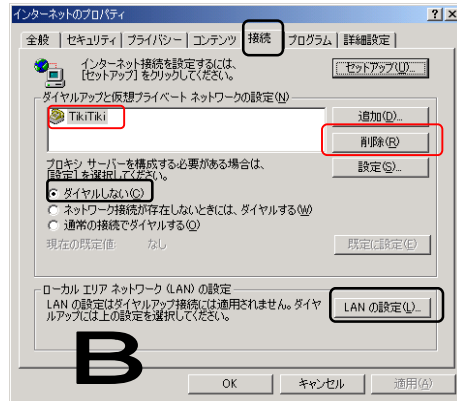 インターネットのプロパティ
全般 セキュリティ プライバシー コンテンツ 接続 プログラム 詳細設定
インターネット接続を設定するには、
[セットアップ] をクリックしてください。
セットアップ(U)...
ダイヤルアップと仮想プライベート ネットワークの設定(N)
TikiTiki
追加(D)...
削除(R)
プロキシ サーバーを構成する必要がある場合は、
[設定] を選択してください。
設定(S)...
ダイヤルしない(C)
ネットワーク接続が存在しないときには、ダイヤルする(W)
通常の接続でダイヤルする(O)
現在の既定値: なし
既定に設定(E)
ローカル エリア ネットワーク (LAN) の設定
LAN の設定はダイヤルアップ接続には適用されません。ダイヤ
ルアップには上の設定を選択してください。
LAN の設定(L)...
B
OK キャンセル 適用(A)